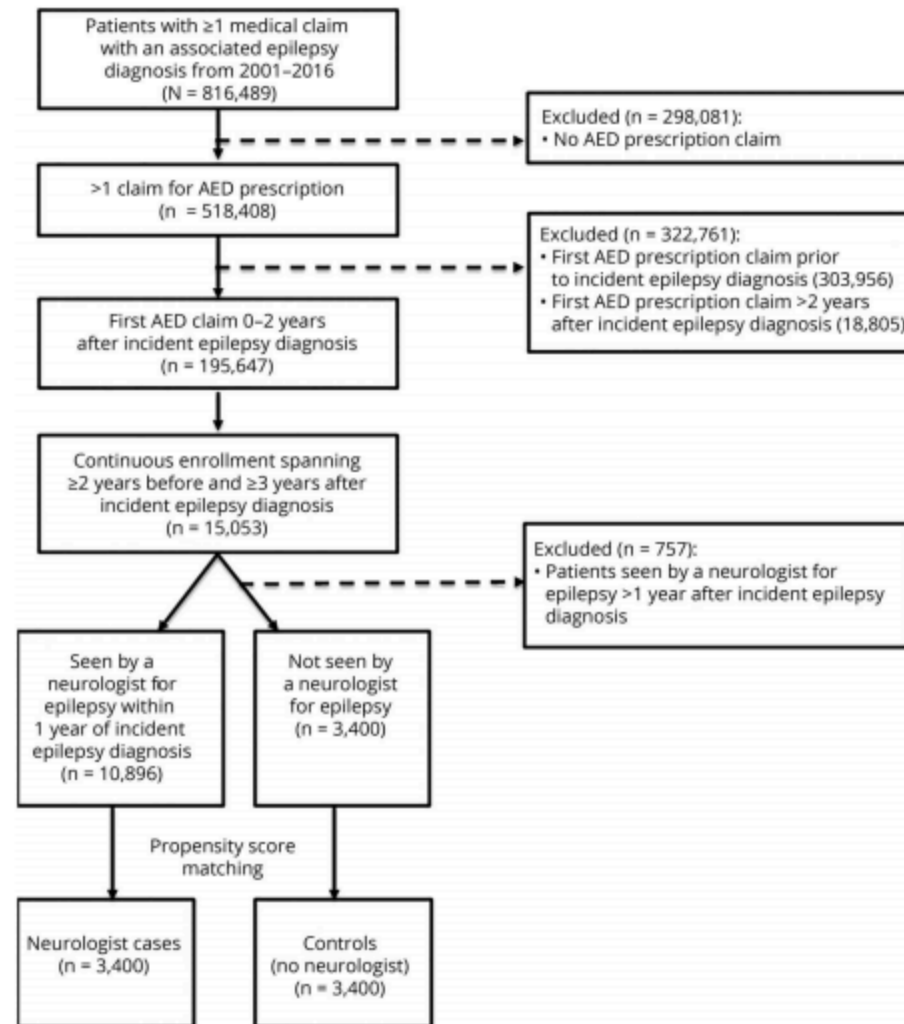 Patients with ≥1 medical claim
with an associated epilepsy
diagnosis from 2001–2016
(N = 816,489)
Excluded (n = 298,081):
• No AED prescription claim
>1 claim for AED prescription
(n = 518,408)
Excluded (n = 322,761):
• First AED prescription claim prior
to incident epilepsy diagnosis (303,956)
• First AED prescription claim >2 years
after incident epilepsy diagnosis (18,805)
First AED claim 0–2 years
after incident epilepsy diagnosis
(n = 195,647)
Continuous enrollment spanning
≥2 years before and ≥3 years after
incident epilepsy diagnosis
(n = 15,053)
Excluded (n = 757):
• Patients seen by a neurologist for
epilepsy >1 year after incident epilepsy
diagnosis
Seen by a
neurologist for
epilepsy within
1 year of incident
epilepsy diagnosis
(n = 10,896)
Not seen by
a neurologist
for epilepsy
(n = 3,400)
Propensity score
matching
Neurologist cases
(n = 3,400)
Controls
(no neurologist)
(n = 3,400)